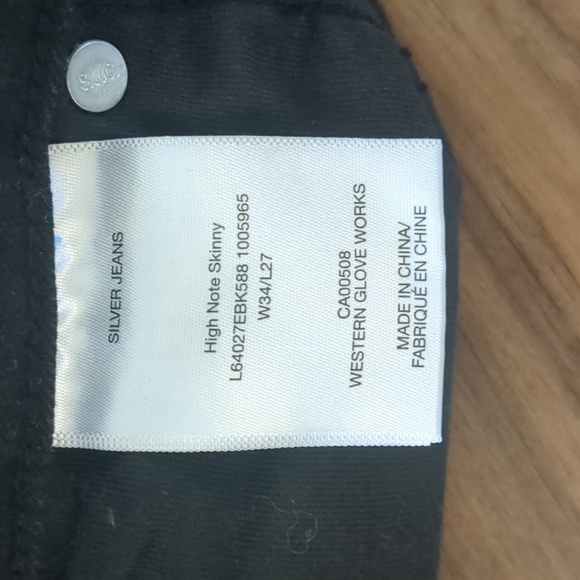 S.J.C.
SILVER JEANS
High Note Skinny
L64027EBK588 1005965
W34/L27
CA00508
WESTERN GLOVE WORKS
MADE IN CHINA/
FABRIQUÉ EN CHINE